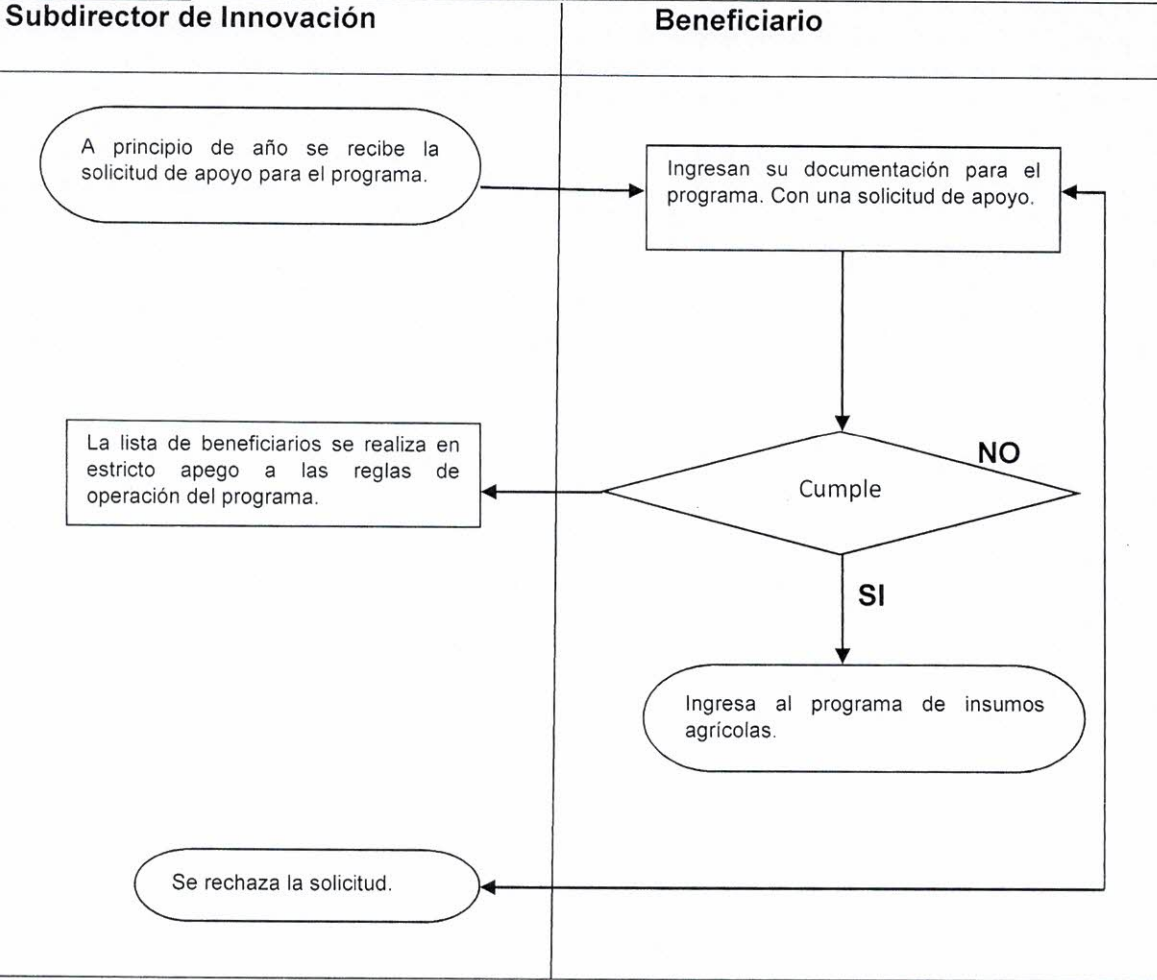 Subdirector de Innovación
Beneficiario
A principio de año se recibe la
solicitud de apoyo para el programa.
Ingresan su documentación para el
programa. Con una solicitud de apoyo.
La lista de beneficiarios se realiza en
estricto apego a las reglas de
operación del programa.
NO
Cumple
SI
Ingresa al programa de insumos
agrícolas.
Se rechaza la solicitud.